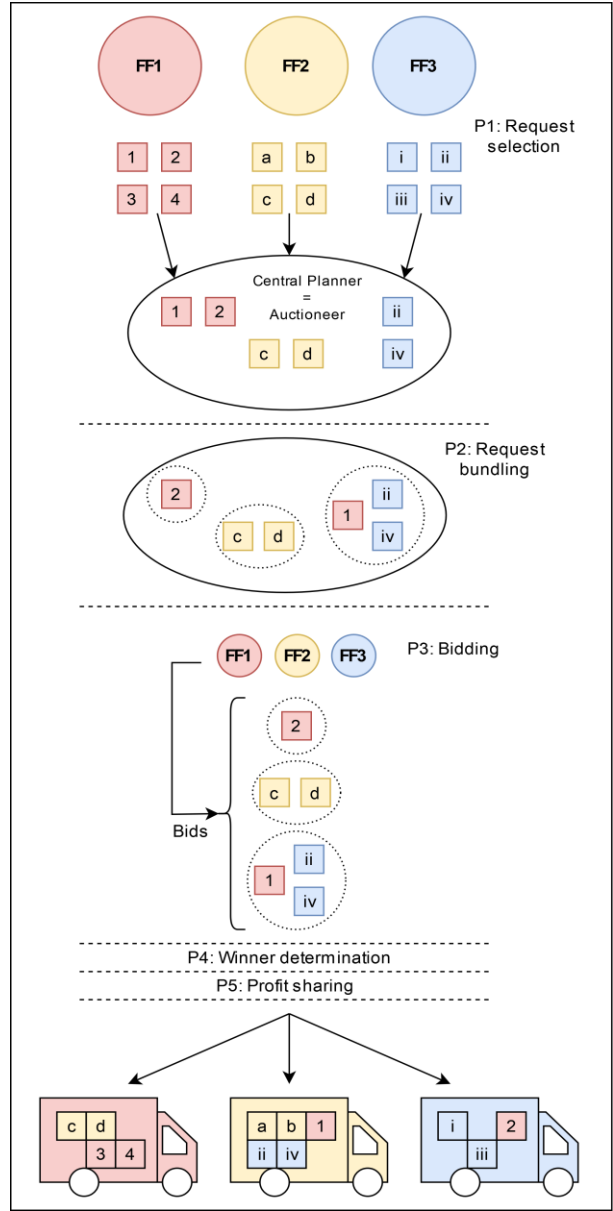 FF1 FF2 FF3
P1: Request
selection
1 2 a b i ii
3 4 c d iii iv
Central Planner
=
Auctioneer
1 2 ii
c d iv
P2: Request
bundling
2 ii
1
c d iv
FF1 FF2 FF3
P3: Bidding
2
c d
Bids
ii
1
iv
P4: Winner determination
P5: Profit sharing
c d a b 1 i 2
3 4 ii iv iii